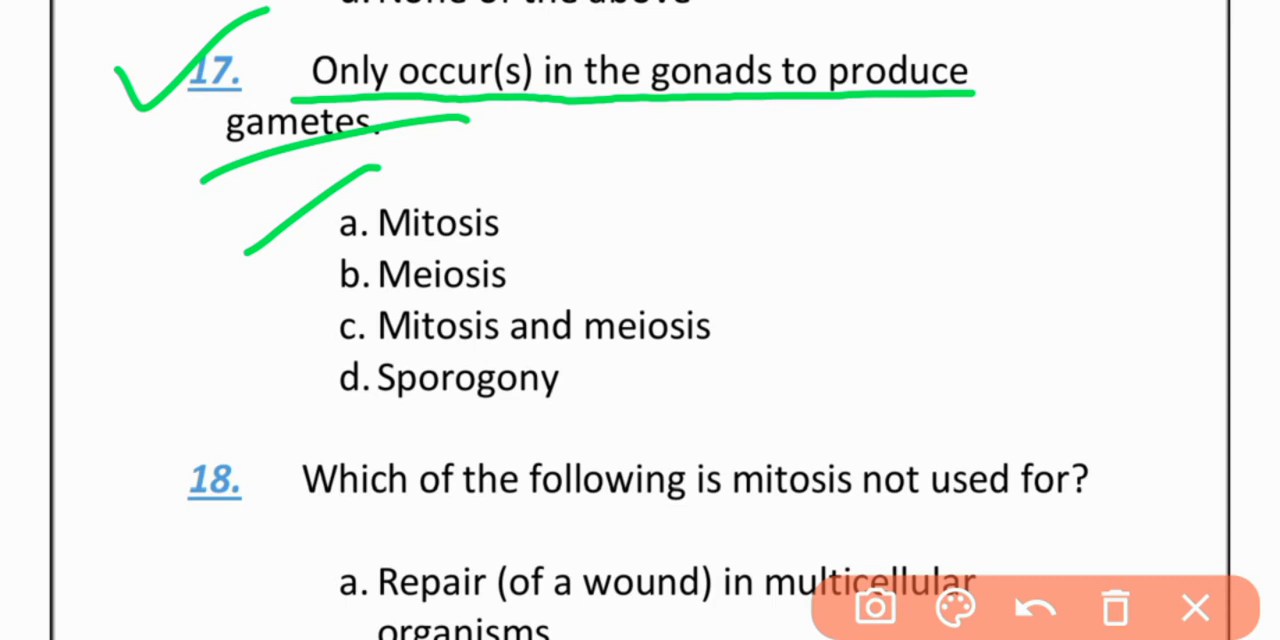 17. Only occur(s) in the gonads to produce
gametes.
a. Mitosis
b. Meiosis
c. Mitosis and meiosis
d. Sporogony
18. Which of the following is mitosis not used for?
a. Repair (of a wound) in multicellular
organisms